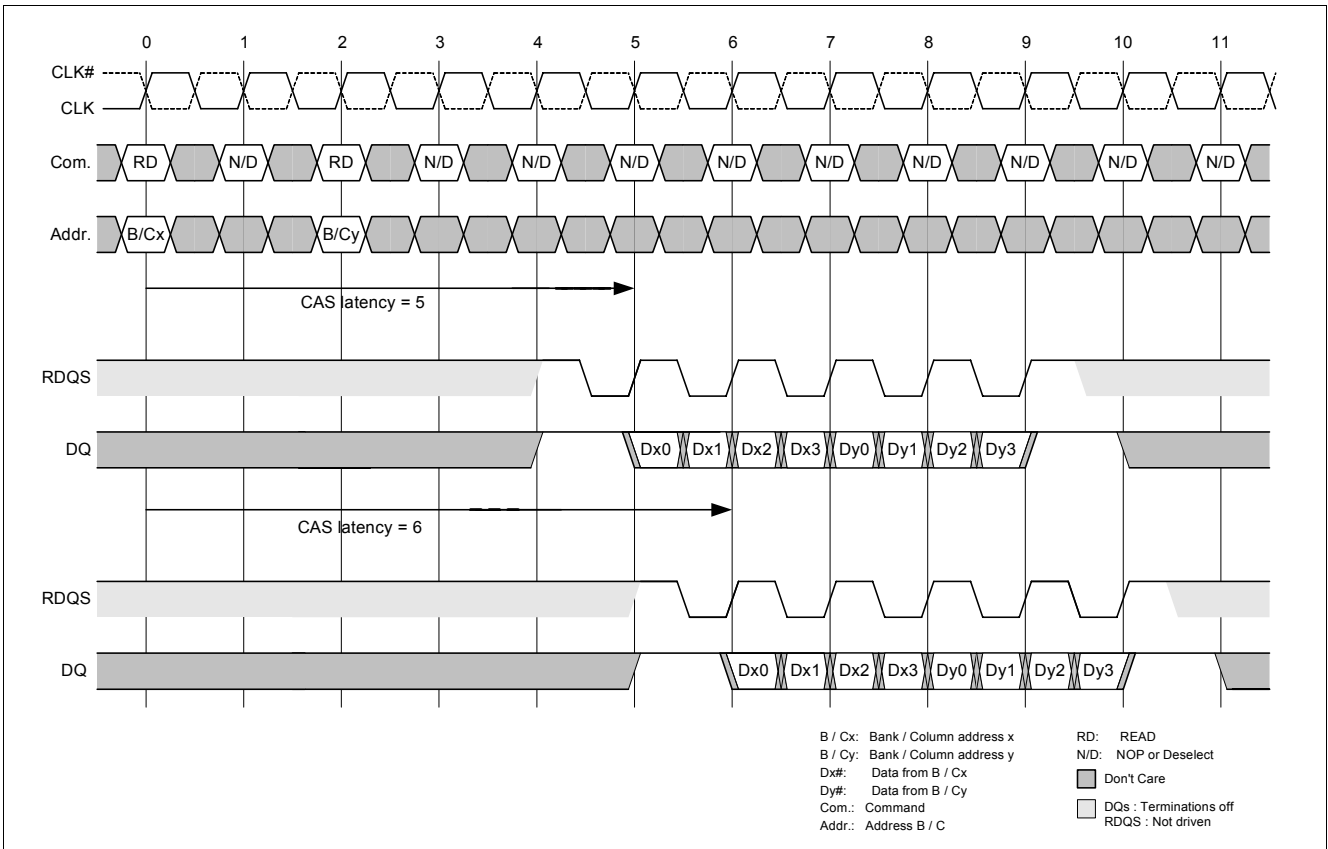 0 1 2 3 4 5 6 7 8 9 10 11
CLK#
CLK
Com. RD N/D RD N/D N/D N/D N/D N/D N/D N/D N/D N/D
Addr. B/Cx B/Cy
CAS latency = 5
RDQS
DQ Dx0 Dx1 Dx2 Dx3 Dy0 Dy1 Dy2 Dy3
CAS latency = 6
RDQS
DQ Dx0 Dx1 Dx2 Dx3 Dy0 Dy1 Dy2 Dy3
B / Cx: Bank / Column address x
B / Cy: Bank / Column address y
Dx#: Data from B / Cx
Dy#: Data from B / Cy
Com.: Command
Addr.: Address B / C
RD: READ
N/D: NOP or Deselect
Don't Care
DQs : Terminations off
RDQS : Not driven